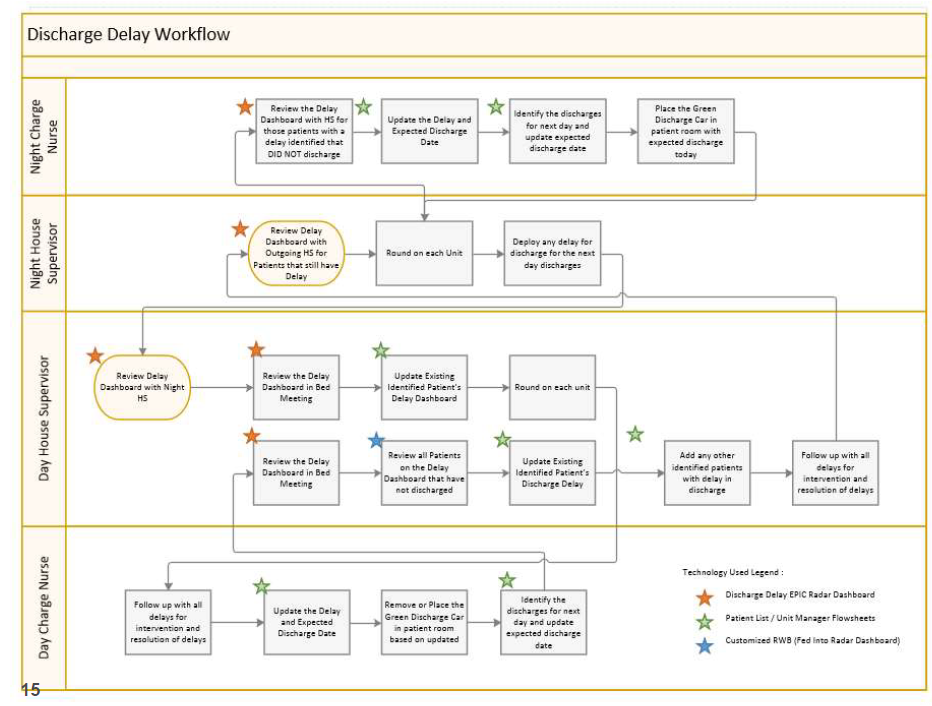 Discharge Delay Workflow
Night Charge
Nurse
Review the Delay
Dashboard with HS for
those patients with a
delay identified that
DID NOT discharge
Update the Delay and
Expected Discharge
Date
Identify the discharges
for next day and
update expected
discharge date
Place the Green
Discharge Car in
patient room with
expected discharge
today
Night House
Supervisor
Review Delay
Dashboard with
Outgoing HS for
Patients that still have
Delay
Round on each Unit
Deploy any delay for
discharge for the next
day discharges
Day House Supervisor
Review Delay
Dashboard with Night
HS
Review the Delay
Dashboard in Bed
Meeting
Update Existing
Identified Patient's
Delay Dashboard
Round on each unit
Review the Delay
Dashboard in Bed
Meeting
Review all Patients
on the Delay
Dashboard that have
not discharged
Update Existing
Identified Patient's
Discharge Delay
Add any other
identified patients
with delay in
discharge
Follow up with all
delays for
intervention and
resolution of delays
Day Charge Nurse
Follow up with all
delays for
intervention and
resolution of delays
Update the Delay
and Expected
Discharge Date
Remove or Place the
Green Discharge Car
in patient room
based on updated
Identify the
discharges for next
day and update
expected discharge
date
Technology Used Legend :
Discharge Delay EPIC Radar Dashboard
Patient List / Unit Manager Flowsheets
Customized RWB (Fed Into Radar Dashboard)
15